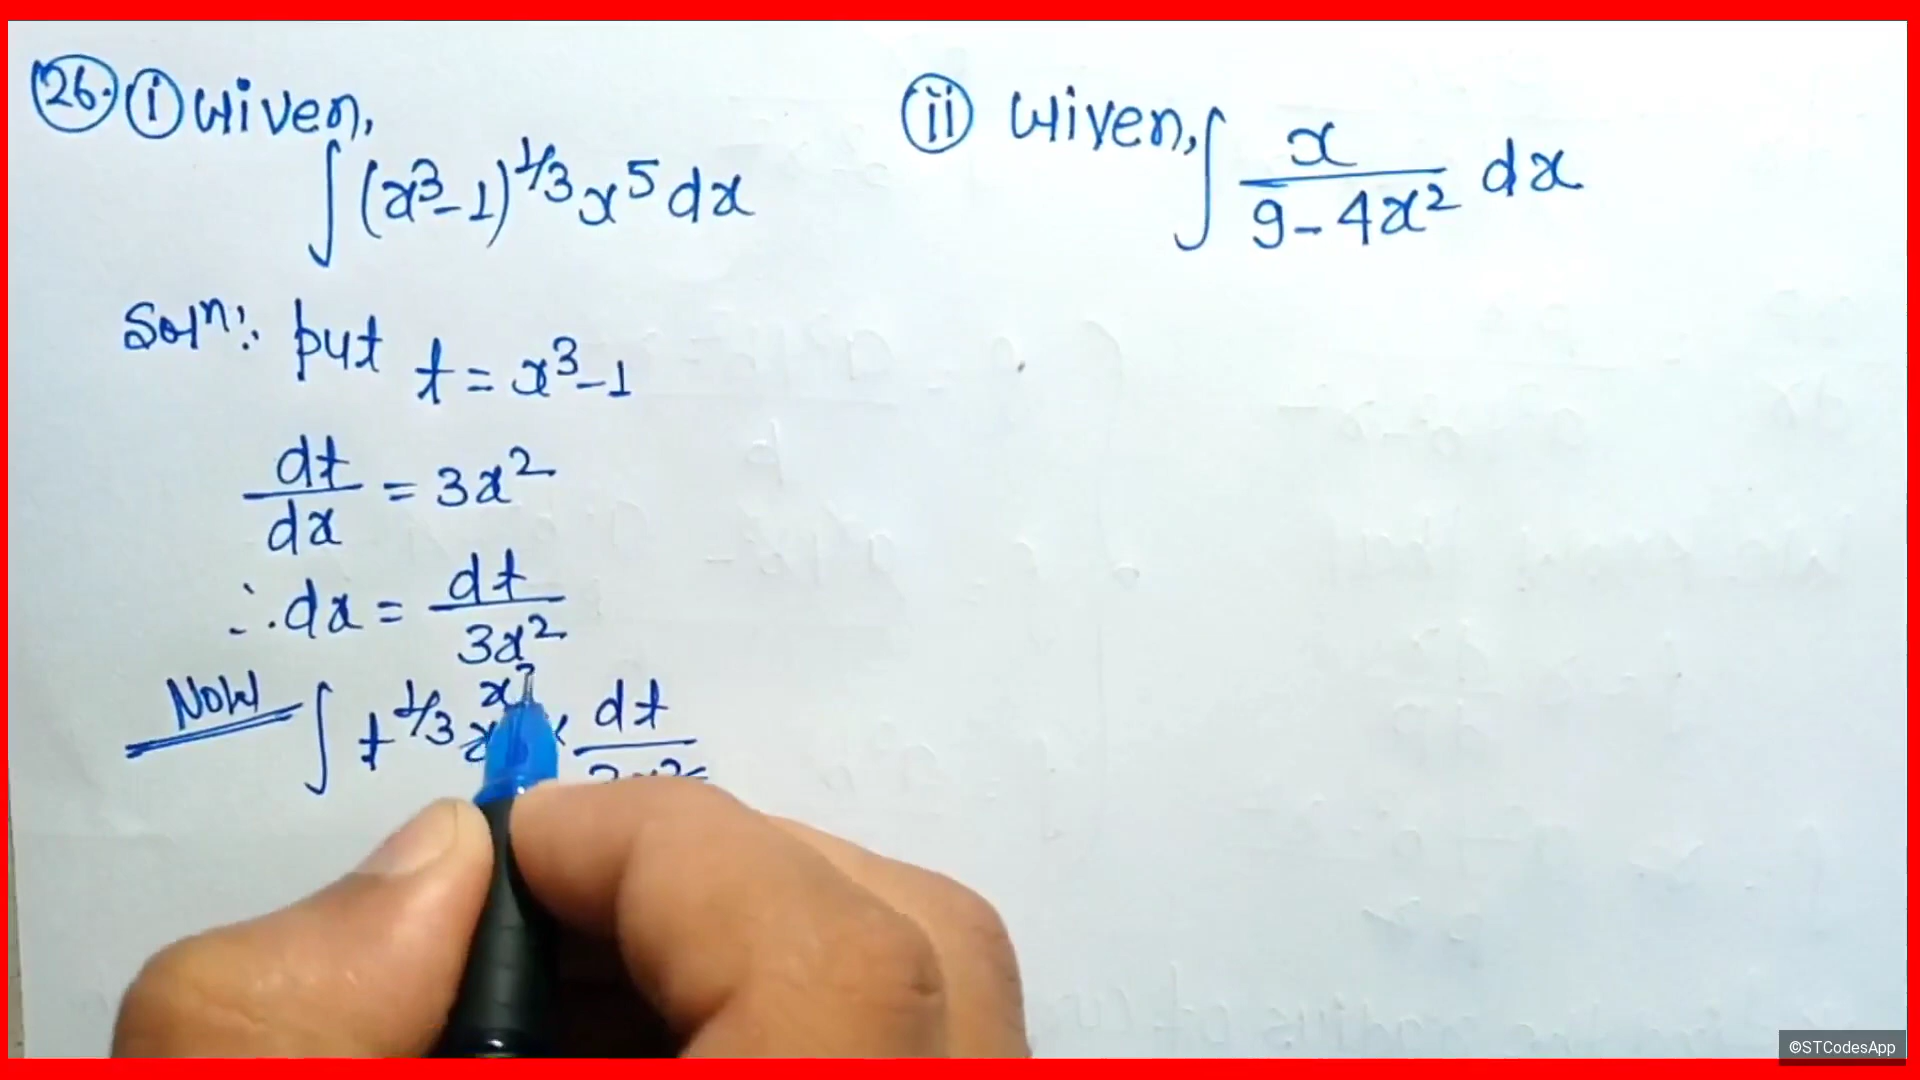 26. i Given,
∫(x³-1)^1/3 x⁵ dx
Solⁿ:. put t = x³-1
dt/dx = 3x²
∴ dx = dt/3x²
Now ∫ t^1/3 x × dt/
ii Given, ∫ x/9-4x² dx
©STCodesApp